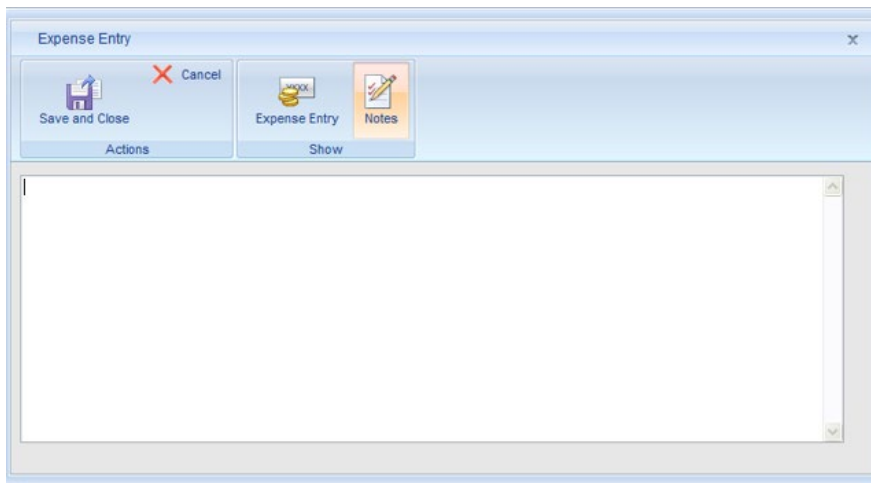 Expense Entry
Cancel
Save and Close
Expense Entry
Notes
Actions
Show